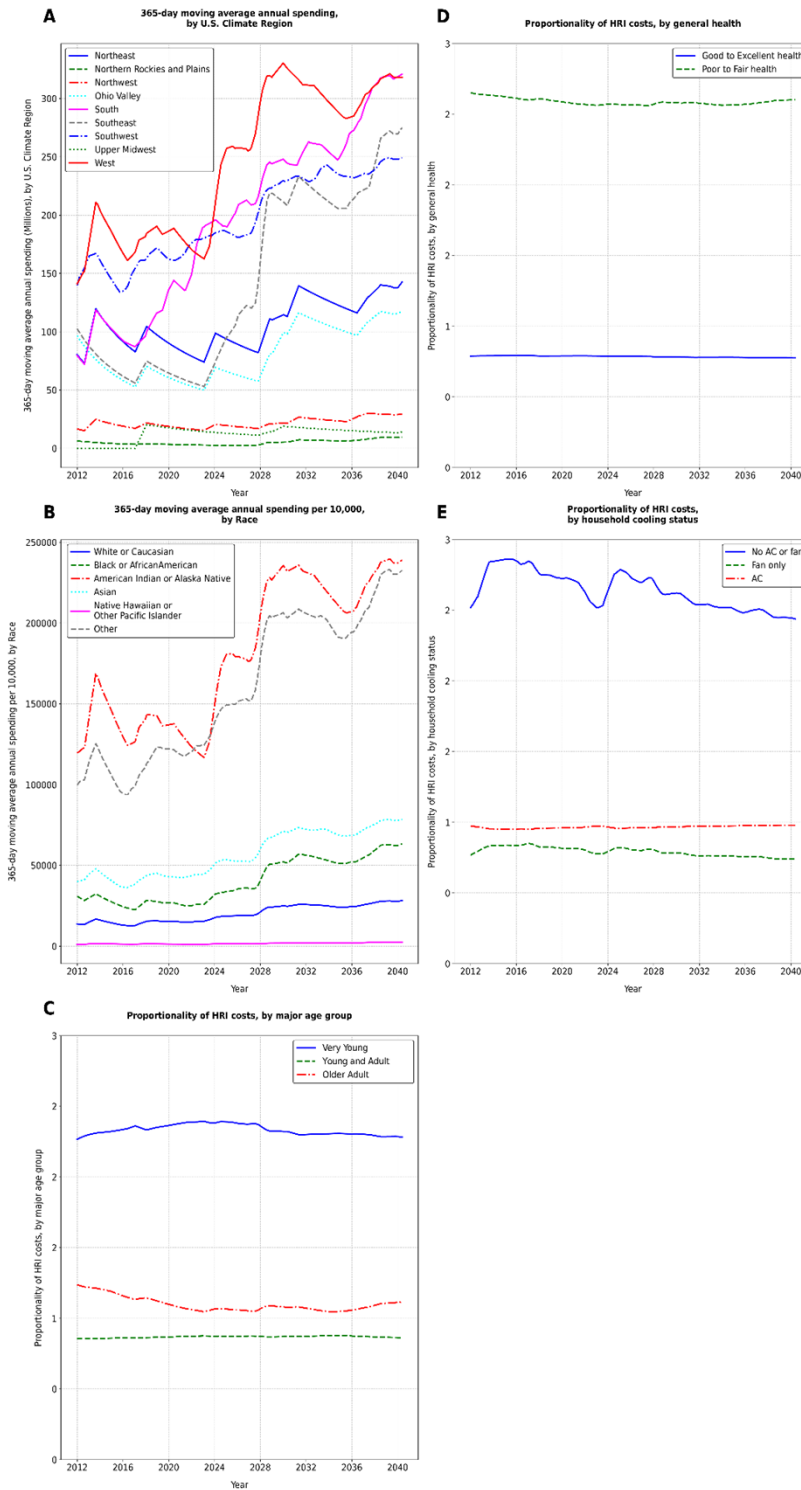 A
365-day moving average annual spending,
by U.S. Climate Region
365-day moving average annual spending (Millions), by U.S. Climate Region
300
250
200
150
100
50
0
Northeast
Northern Rockies and Plains
Northwest
Ohio Valley
South
Southeast
Southwest
Upper Midwest
West
2012 2016 2020 2024 2028 2032 2036 2040
Year
D
Proportionality of HRI costs, by general health
Proportionality of HRI costs, by general health
3
2
2
2
1
0
0
Good to Excellent health
Poor to Fair health
2012 2016 2020 2024 2028 2032 2036 2040
Year
B
365-day moving average annual spending per 10,000,
by Race
365-day moving average annual spending per 10,000, by Race
250000
200000
150000
100000
50000
0
White or Caucasian
Black or AfricanAmerican
American Indian or Alaska Native
Asian
Native Hawaiian or
Other Pacific Islander
Other
2012 2016 2020 2024 2028 2032 2036 2040
Year
E
Proportionality of HRI costs,
by household cooling status
Proportionality of HRI costs, by household cooling status
3
2
2
2
1
0
0
No AC or fan
Fan only
AC
2012 2016 2020 2024 2028 2032 2036 2040
Year
C
Proportionality of HRI costs, by major age group
Proportionality of HRI costs, by major age group
3
2
2
2
1
0
0
Very Young
Young and Adult
Older Adult
2012 2016 2020 2024 2028 2032 2036 2040
Year